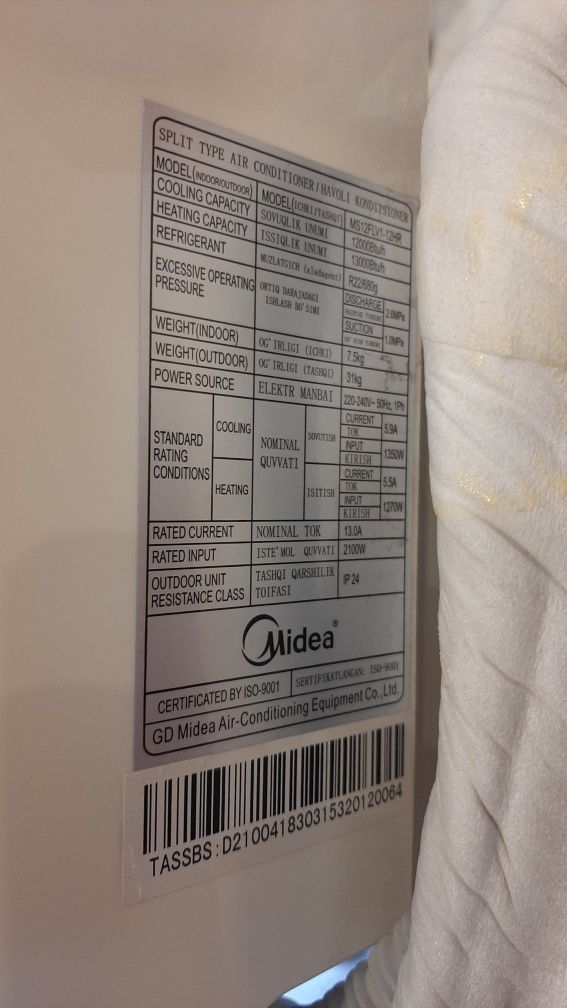 SPLIT TYPE AIR CONDITIONER / HAVOLI KONDITSIONER
MODEL(INDOOR/OUTDOOR) MODEL(ICHKI/TASHQI) MS12FLV1-12HR
COOLING CAPACITY SOVUQLIK UNUMI 12000Btu/h
HEATING CAPACITY ISSIQLIK UNUMI 13000Btu/h
REFRIGERANT MUZLATGICH (xladagent) R22/680g
EXCESSIVE OPERATING PRESSURE ORTIQ DARAJADAGI ISHLASH BO'SIMI DISCHARGE 2.6MPa
SUCTION 1.0MPa
WEIGHT(INDOOR) OG'IRLIGI (ICHKI) 7.5kg
WEIGHT(OUTDOOR) OG'IRLIGI (TASHQI) 31kg
POWER SOURCE ELEKTR MANBAI 220-240V~ 50Hz, 1Ph
STANDARD RATING CONDITIONS COOLING NOMINAL QUVVATI SOVUTISH CURRENT TOK 5.9A
INPUT KIRISH 1350W
HEATING ISITISH CURRENT TOK 5.5A
INPUT KIRISH 1270W
RATED CURRENT NOMINAL TOK 13.0A
RATED INPUT ISTE'MOL QUVVATI 2100W
OUTDOOR UNIT RESISTANCE CLASS TASHQI QARSHILIK TOIFASI IP 24
Midea®
CERTIFICATED BY ISO-9001 SERTIFIKATLANGAN: ISO-9001
GD Midea Air-Conditioning Equipment Co.,Ltd.
TASSBS:D210041830315320120064